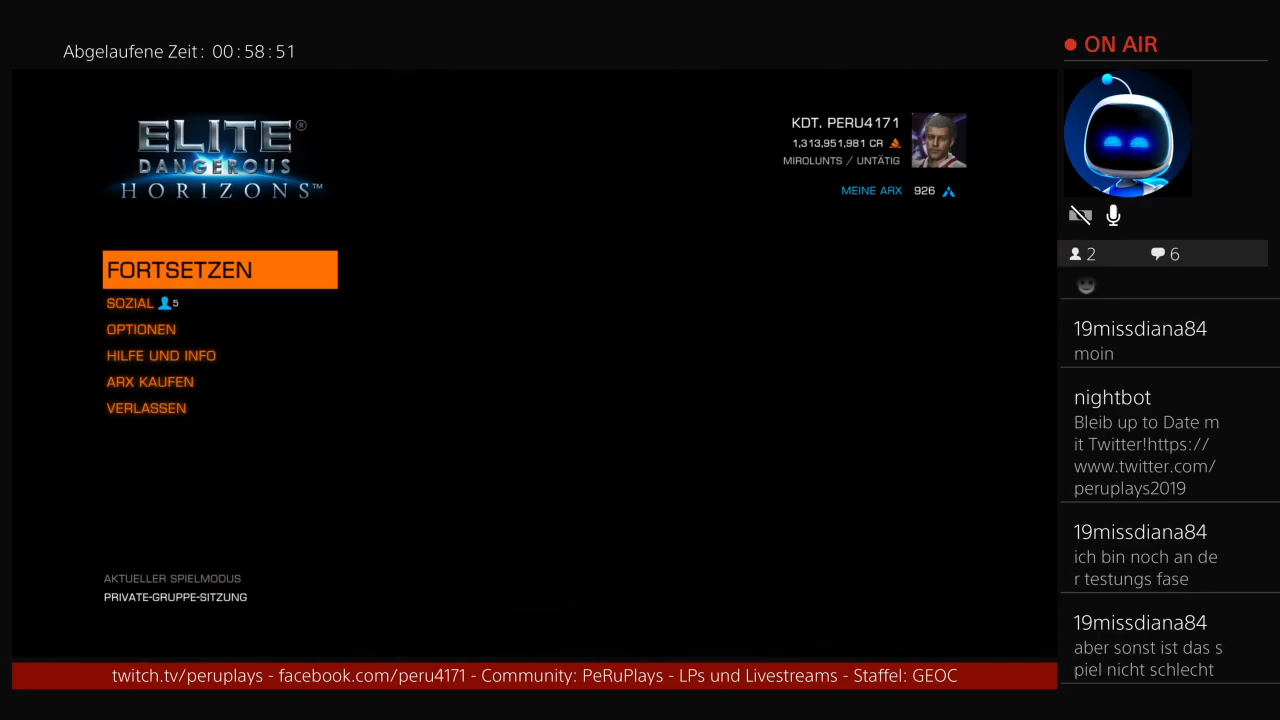 Abgelaufene Zeit: 00:58:51
ON AIR
ELITE®
DANGEROUS
HORIZONS™
KDT. PERU4171
1,313,951,981 CR
MIROLUNTS / UNTÄTIG
MEINE ARX 926
FORTSETZEN
SOZIAL 5
OPTIONEN
HILFE UND INFO
ARX KAUFEN
VERLASSEN
AKTUELLER SPIELMODUS
PRIVATE-GRUPPE-SITZUNG
2 6
19missdiana84
moin
nightbot
Bleib up to Date m
it Twitter!https://
www.twitter.com/
peruplays2019
19missdiana84
ich bin noch an de
r testungs fase
19missdiana84
aber sonst ist das s
piel nicht schlecht
twitch.tv/peruplays - facebook.com/peru4171 - Community: PeRuPlays - LPs und Livestreams - Staffel: GEOC